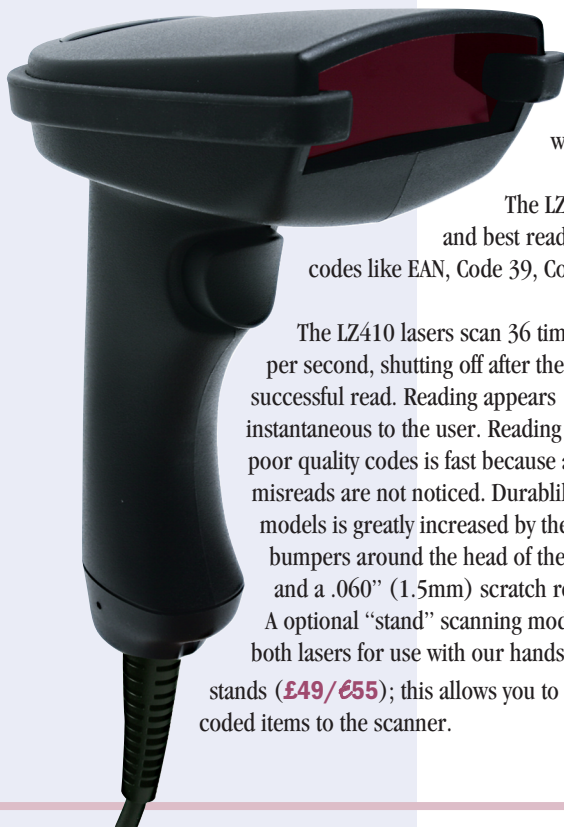 w
The LZ
and best read
codes like EAN, Code 39, Co
The LZ410 lasers scan 36 tim
per second, shutting off after the
successful read. Reading appears
instantaneous to the user. Reading
poor quality codes is fast because a
misreads are not noticed. Durablil
models is greatly increased by the
bumpers around the head of the
and a .060” (1.5mm) scratch re
A optional “stand” scanning mod
both lasers for use with our hands
stands (£49/€55); this allows you to
coded items to the scanner.